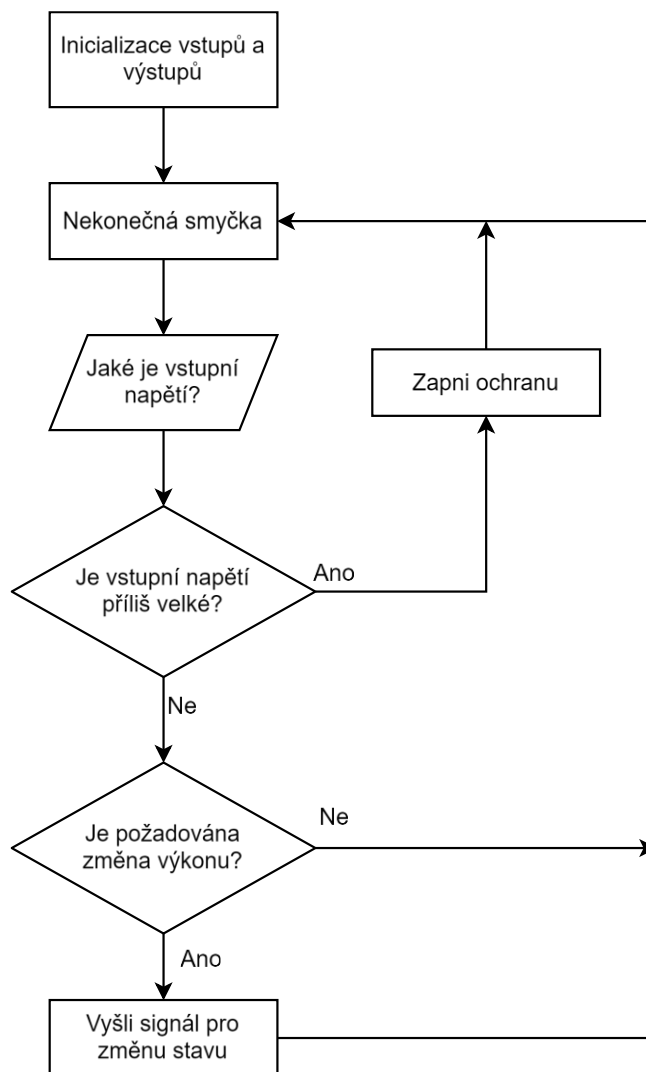 Inicializace vstupů a
výstupů
Nekonečná smyčka
Jaké je vstupní
napětí?
Zapni ochranu
Je vstupní napětí
příliš velké?
Ano
Ne
Je požadována
změna výkonu?
Ne
Ano
Vyšli signál pro
změnu stavu